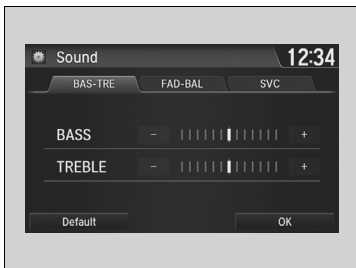 Sound 12:34
BAS-TRE FAD-BAL SVC
BASS - +
TREBLE - +
Default OK